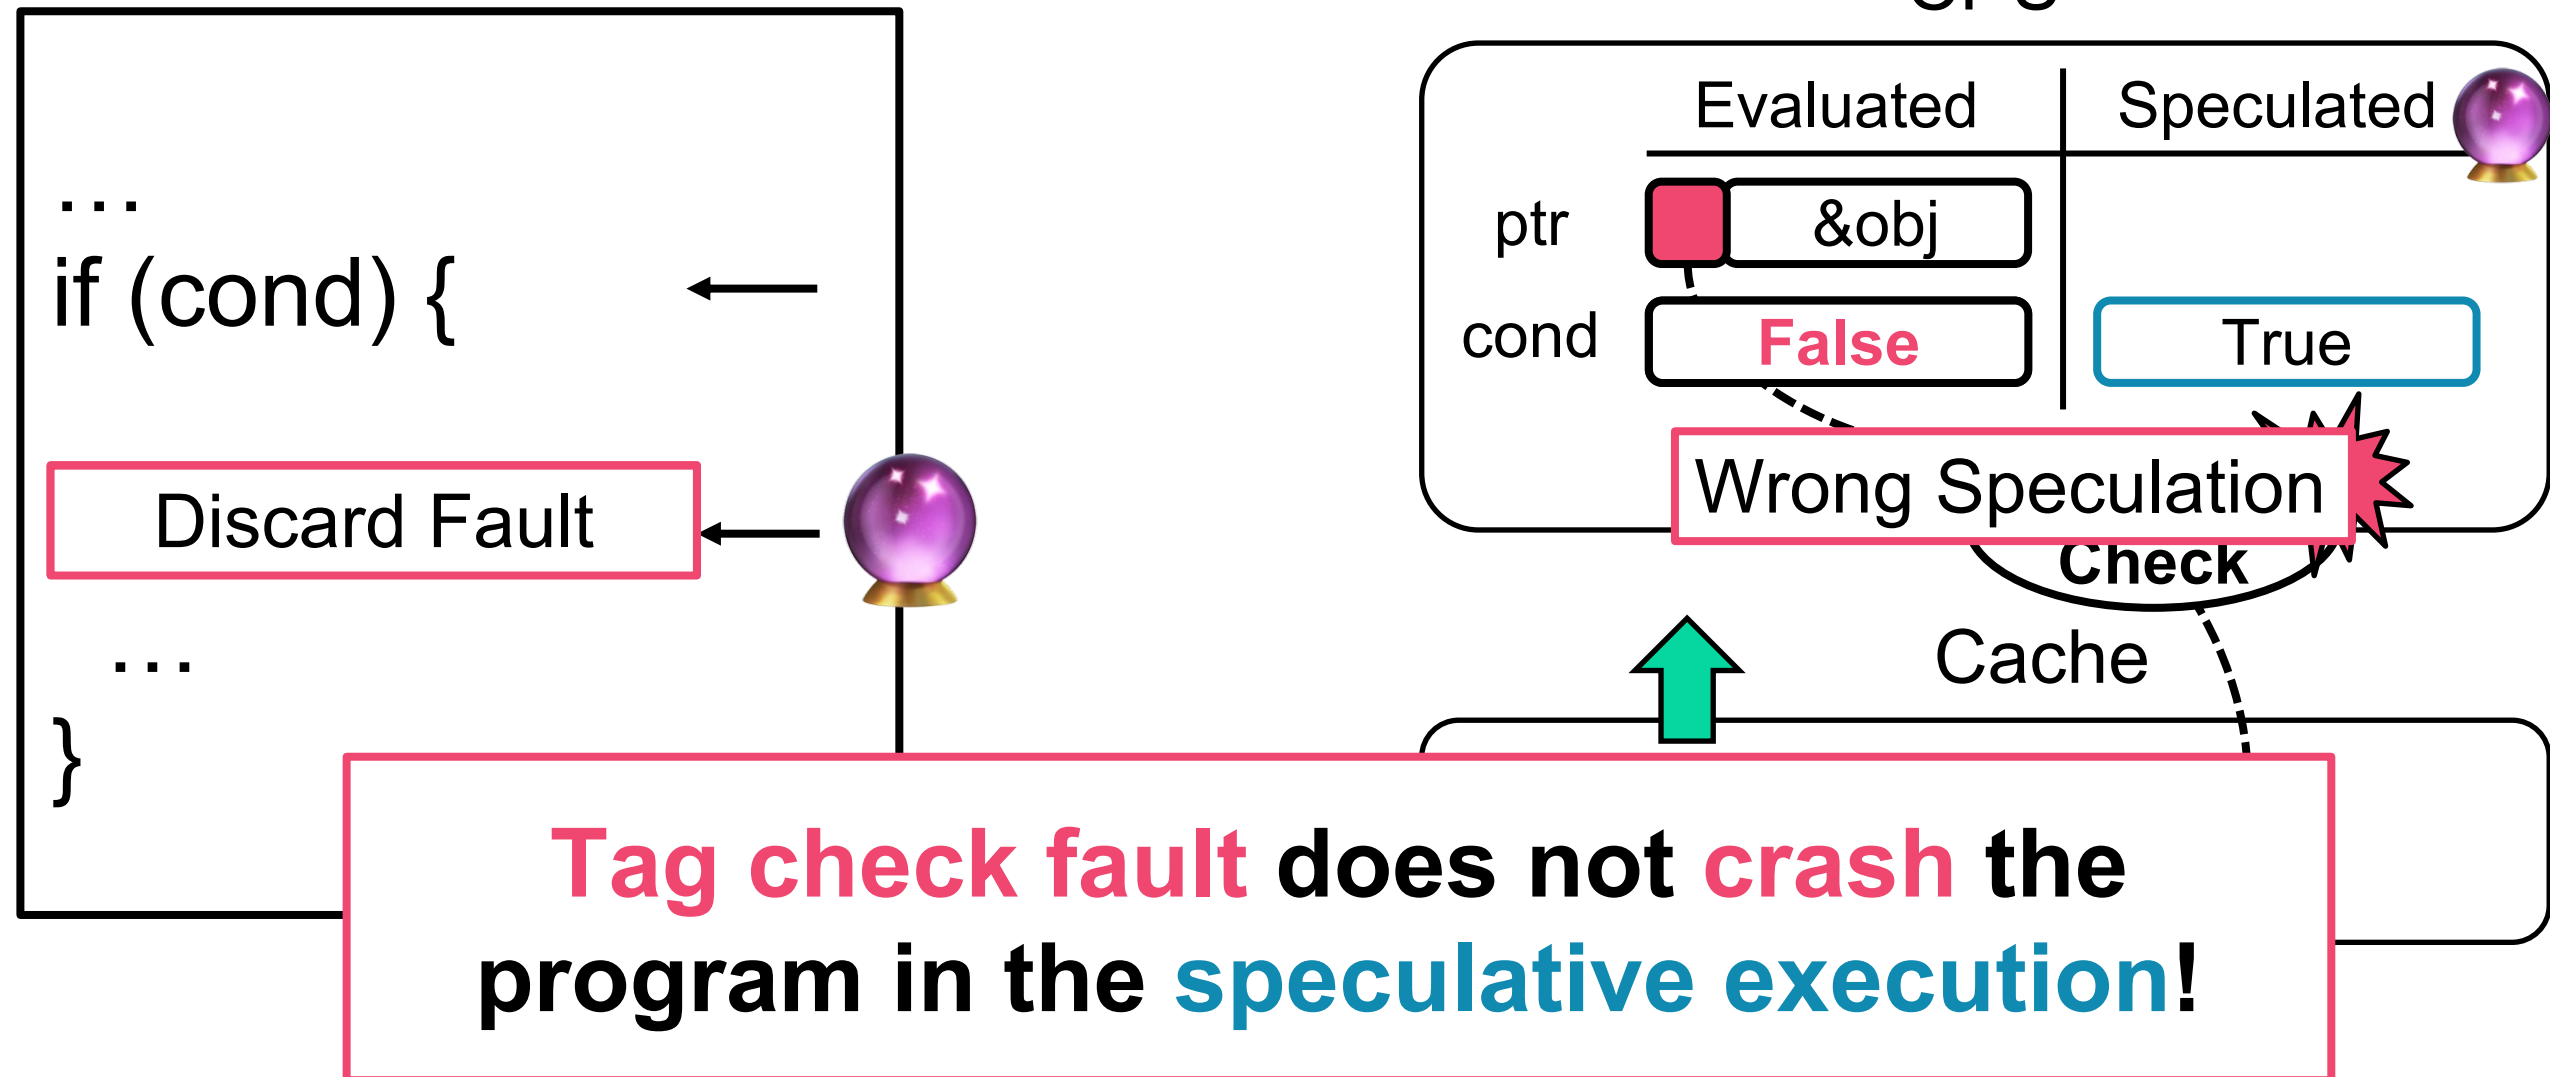 …
if (cond) {
Discard Fault
…
}
Evaluated
Speculated
ptr
&obj
cond
False
True
Wrong Speculation
Check
Cache
Tag check fault does not crash the
program in the speculative execution!